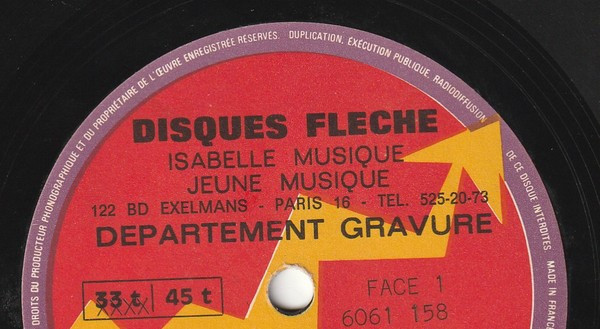 DROITS DU PRODUCTEUR PHONOGRAPHIQUE ET DU PROPRIÉTAIRE DE L'ŒUVRE ENREGISTRÉE RÉSERVÉS. DUPLICATION, EXÉCUTION PUBLIQUE, RADIODIFFUSION DE CE DISQUE INTERDITES. MADE IN FRANCE
DISQUES FLECHE
ISABELLE MUSIQUE
JEUNE MUSIQUE
122 BD EXELMANS - PARIS 16 - TEL. 525-20-73
DEPARTEMENT GRAVURE
33 t 45 t
XXXX
FACE 1
6061 158